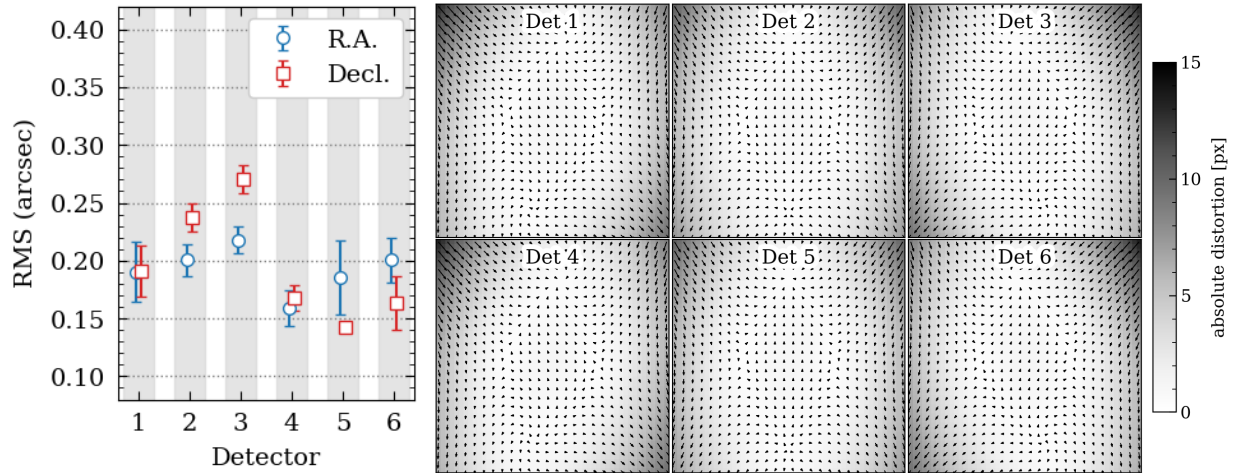 0.40
0.35
0.30
0.25
0.20
0.15
0.10
RMS (arcsec)
R.A.
Decl.
1 2 3 4 5 6
Detector
Det 1 Det 2 Det 3
Det 4 Det 5 Det 6
15
10
5
0
absolute distortion [px]